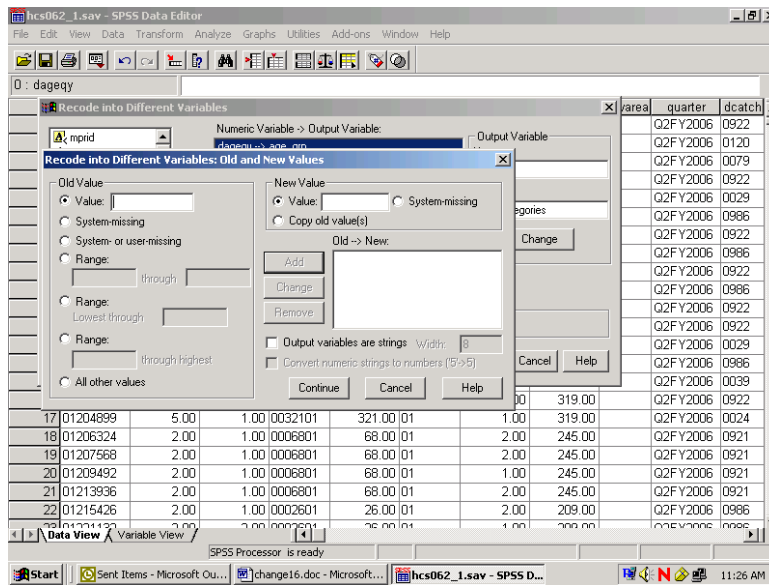 hcs062_1.sav - SPSS Data Editor
File Edit View Data Transform Analyze Graphs Utilities Add-ons Window Help
0 : dageqy
Recode into Different Variables
varea quarter dcatch
mprid
Numeric Variable -> Output Variable:
Output Variable
dagequ --> age_grp
Q2FY2006 0922
Q2FY2006 0120
Recode into Different Variables: Old and New Values
Q2FY2006 0079
Old Value
New Value
Q2FY2006 0922
Value:
Value:
System-missing
Q2FY2006 0029
System-missing
Copy old value(s)
egories
Q2FY2006 0986
System- or user-missing
Old --> New:
Change
Q2FY2006 0922
Range:
Add
Q2FY2006 0986
through
Q2FY2006 0922
Change
Range:
Q2FY2006 0986
Lowest through
Remove
Q2FY2006 0922
Q2FY2006 0922
Range:
Output variables are strings Width: 8
Q2FY2006 0029
through highest
Convert numeric strings to numbers ('5'->5)
Cancel Help
Q2FY2006 0986
All other values
Continue Cancel Help
Q2FY2006 0039
00 319.00 Q2FY2006 0922
17 01204899 5.00 1.00 0032101 321.00 01 1.00 319.00 Q2FY2006 0024
18 01206324 2.00 1.00 0006801 68.00 01 2.00 245.00 Q2FY2006 0921
19 01207568 2.00 1.00 0006801 68.00 01 2.00 245.00 Q2FY2006 0921
20 01209492 2.00 1.00 0006801 68.00 01 1.00 245.00 Q2FY2006 0921
21 01213936 2.00 1.00 0006801 68.00 01 2.00 245.00 Q2FY2006 0921
22 01215426 2.00 1.00 0002601 26.00 01 2.00 209.00 Q2FY2006 0986
Data View Variable View
SPSS Processor is ready
Start Sent Items - Microsoft Ou... change16.doc - Microsoft... hcs062_1.sav - SPSS D... 11:26 AM